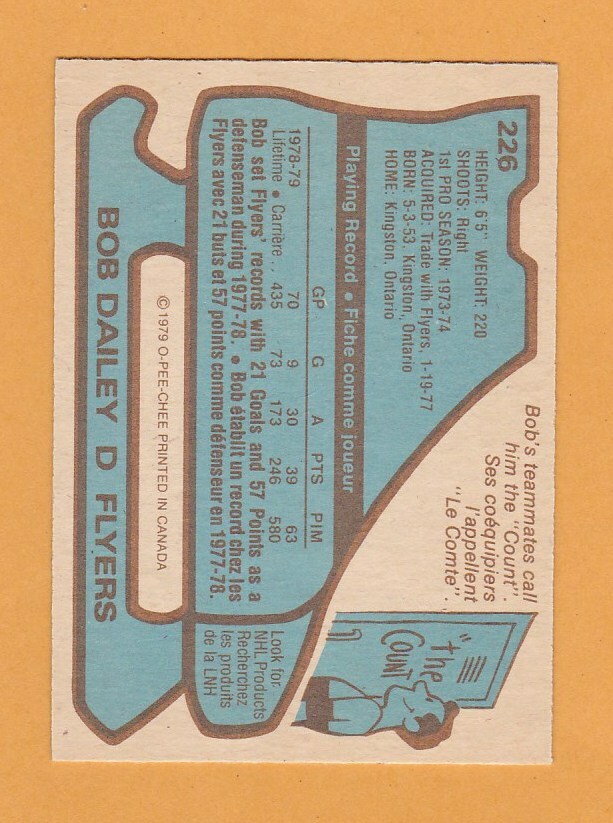 226
HEIGHT: 6'5" WEIGHT: 220
SHOOTS: Right
1st PRO SEASON: 1973-74
ACQUIRED: Trade with Flyers, 1-19-77
BORN: 5-3-53. Kingston, Ontario
HOME: Kingston, Ontario
Bob's teammates call
him the "Count".
Ses coéquipiers
l'appellent
"Le Comte".
"the
COUNT"
Playing Record • Fiche comme joueur
GP G A PTS PIM
1978-79 70 9 30 39 63
Lifetime • Carrière .. 435 73 173 246 580
Bob set Flyers' records with 21 Goals and 57 Points as a
defenseman during 1977-78. • Bob établit un record chez les
Flyers avec 21 buts et 57 points comme défenseur en 1977-78.
Look for
NHL Products
Recherchez
les produits
de la LNH
© 1979 O-PEE-CHEE PRINTED IN CANADA
BOB DAILEY D FLYERS